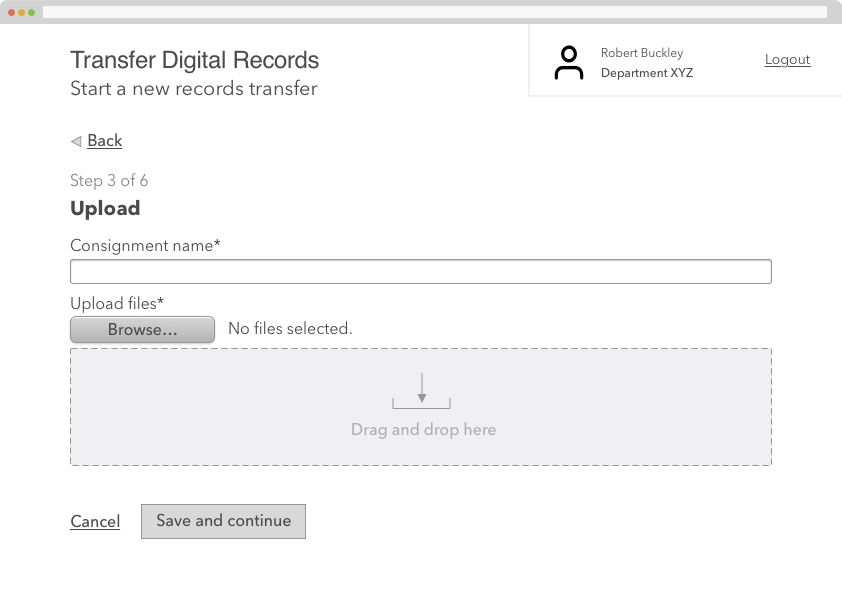 Transfer Digital Records
Start a new records transfer
Robert Buckley
Department XYZ
Logout
Back
Step 3 of 6
Upload
Consignment name*
Upload files*
Browse... No files selected.
Drag and drop here
Cancel Save and continue